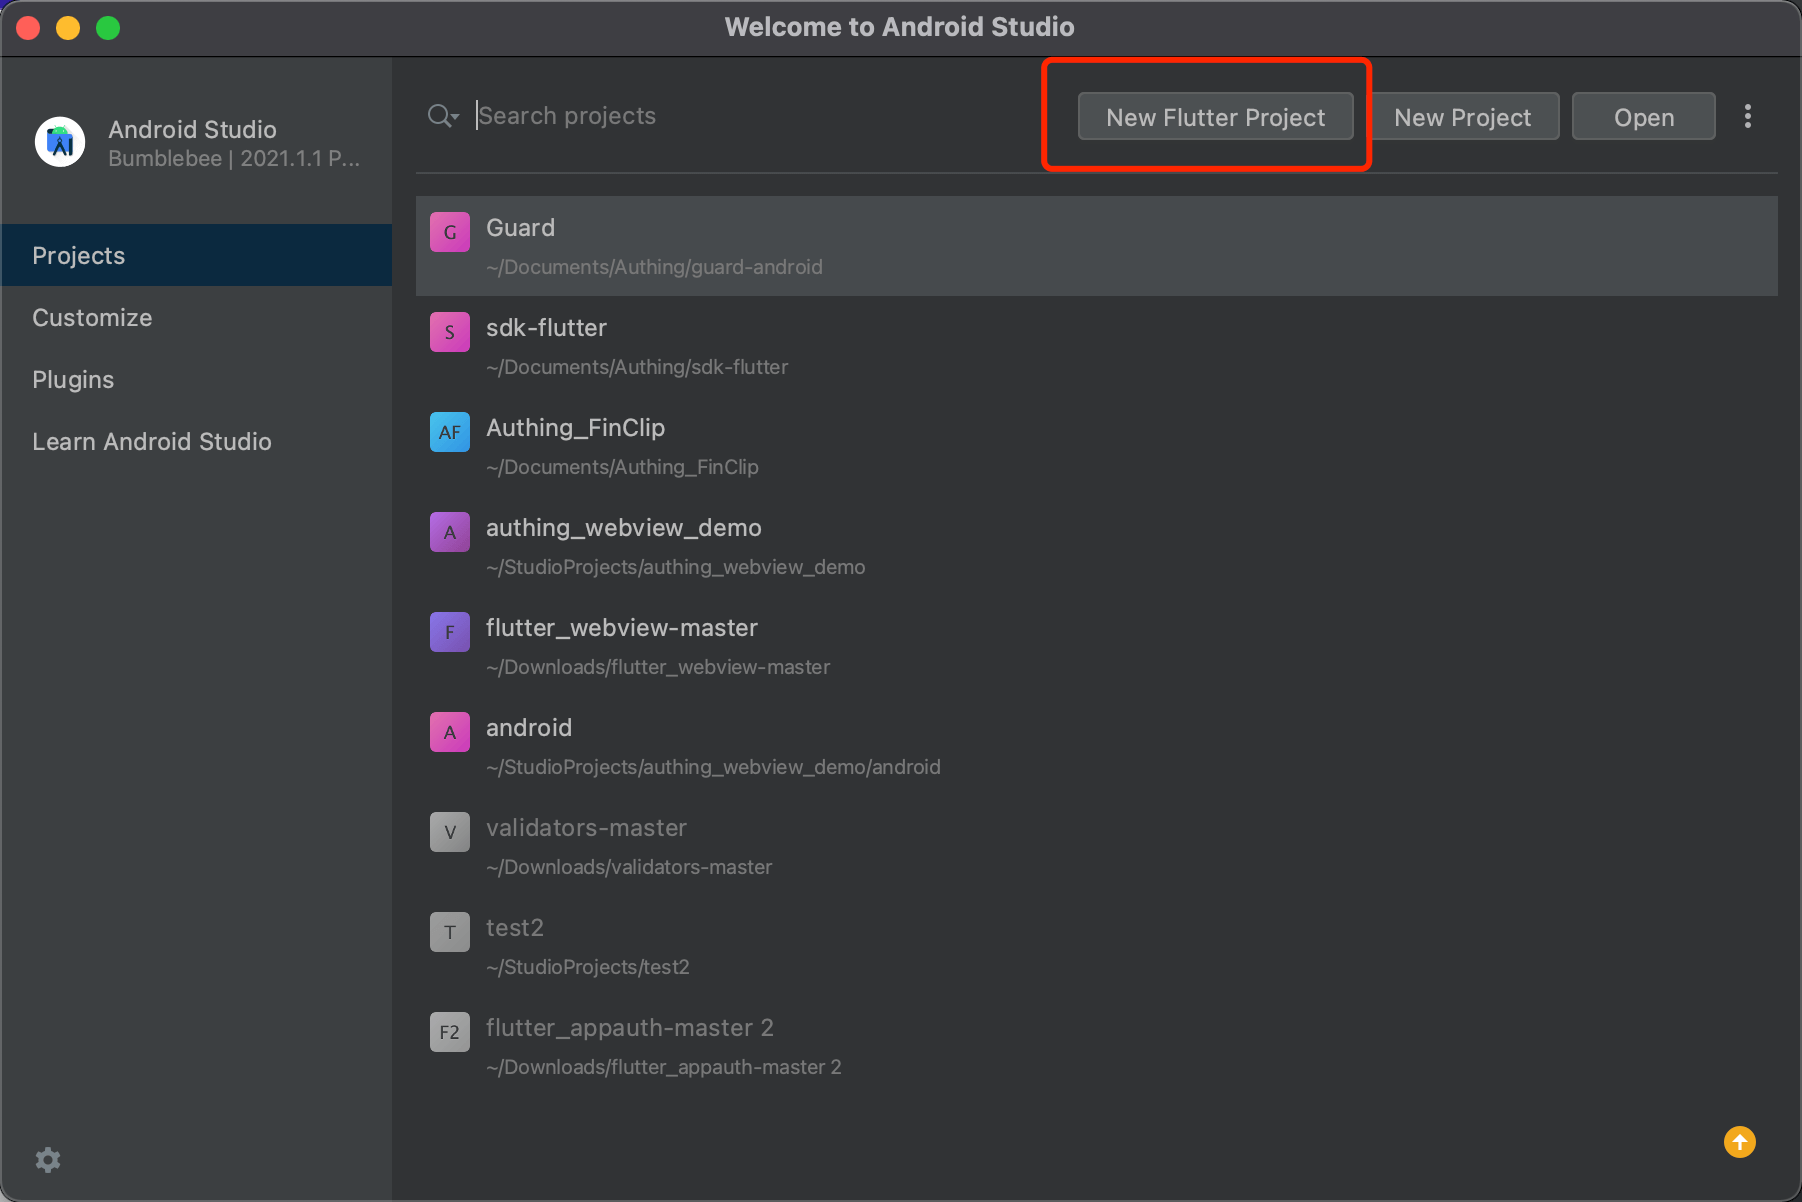 Welcome to Android Studio
Android Studio
Bumblebee | 2021.1.1 P...
Projects
Customize
Plugins
Learn Android Studio
Search projects
New Flutter Project
New Project
Open
G
Guard
~/Documents/Authing/guard-android
S
sdk-flutter
~/Documents/Authing/sdk-flutter
AF
Authing_FinClip
~/Documents/Authing_FinClip
A
authing_webview_demo
~/StudioProjects/authing_webview_demo
F
flutter_webview-master
~/Downloads/flutter_webview-master
A
android
~/StudioProjects/authing_webview_demo/android
V
validators-master
~/Downloads/validators-master
T
test2
~/StudioProjects/test2
F2
flutter_appauth-master 2
~/Downloads/flutter_appauth-master 2